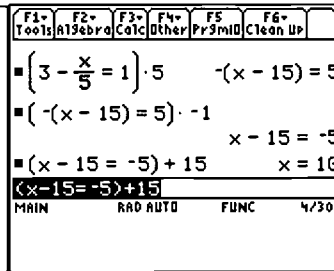 F1▾ F2▾ F3▾ F4▾ F5 F6▾
Tools Algebra Calc Other PrgmIO Clean Up
▪(3 - x/5 = 1)·5 -(x - 15) = 5
▪( -(x - 15) = 5)· -1
x - 15 = -5
▪(x - 15 = -5) + 15 x = 10
(x-15=-5)+15
MAIN RAD AUTO FUNC 4/30